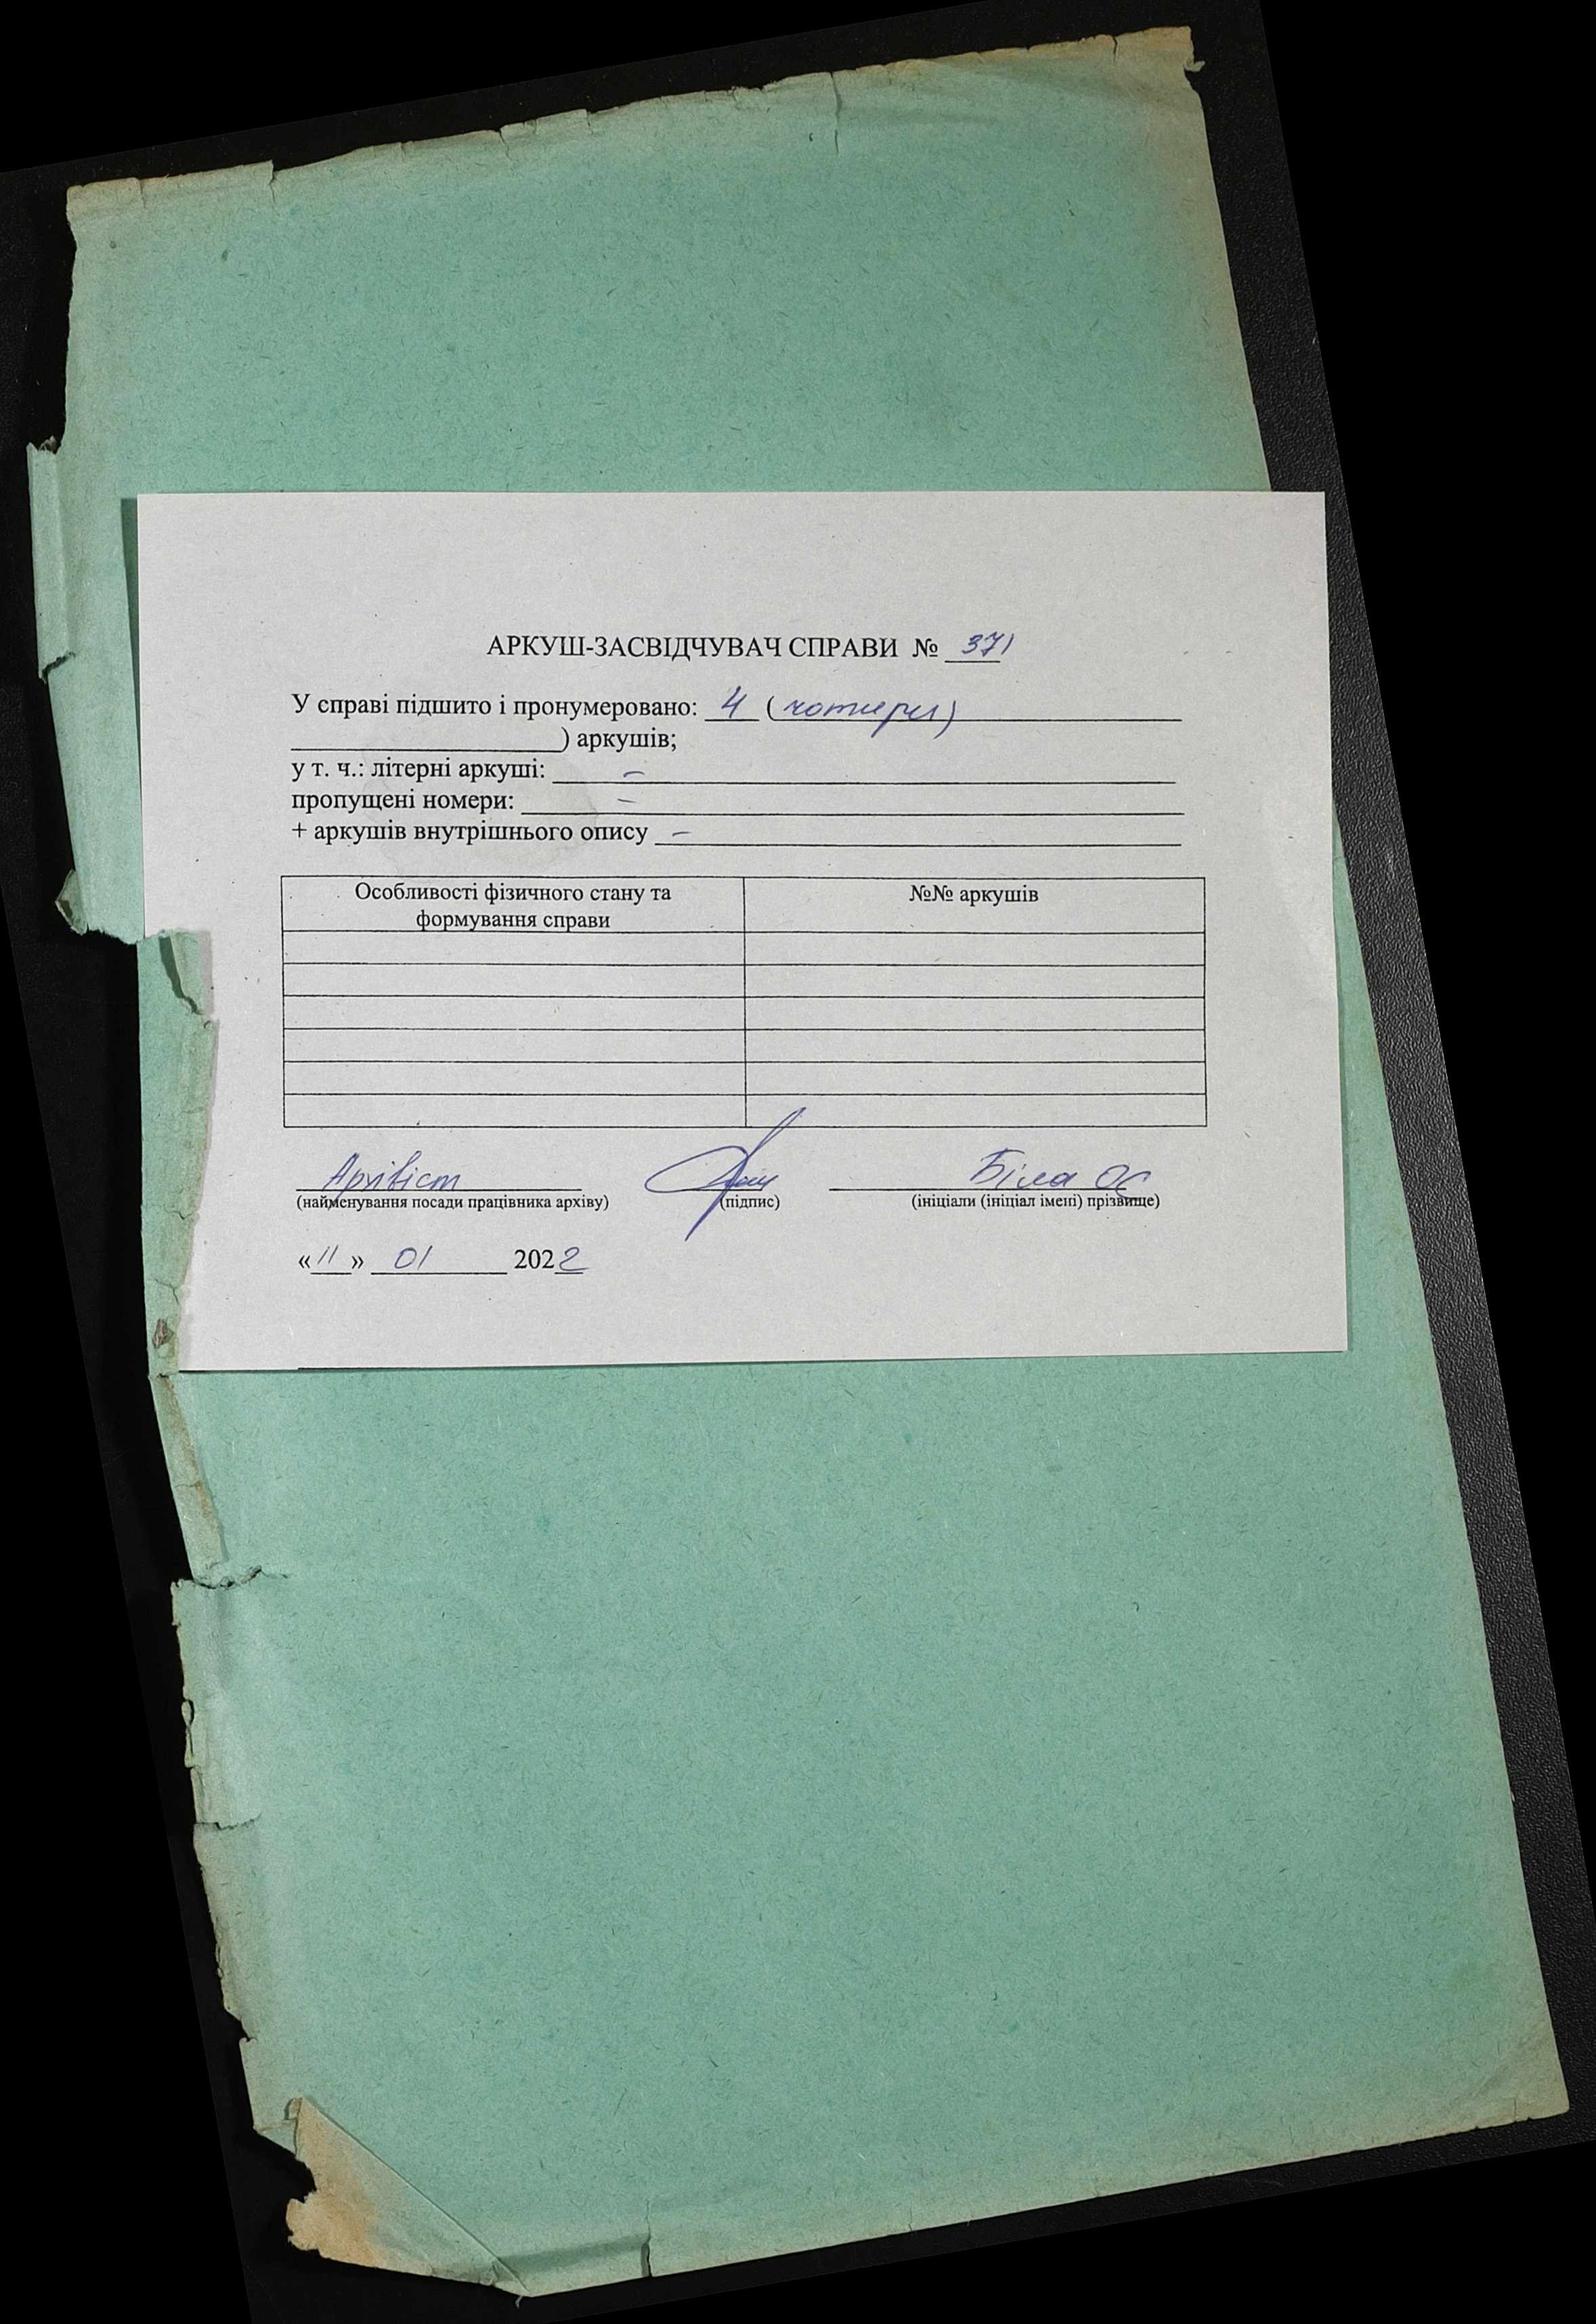 АРКУШ-ЗАСВІДЧУВАЧ СПРАВИ № 371
У справі підшито і пронумеровано: 4 (чотири)
) аркушів;
у т. ч.: літерні аркуші: –
пропущені номери: –
+ аркушів внутрішнього опису –
Особливості фізичного стану та формування справи №№ аркушів
Архівіст Біла ОС
(найменування посади працівника архіву) (підпис) (ініціали (ініціал імені) прізвище)
«11» 01 2022